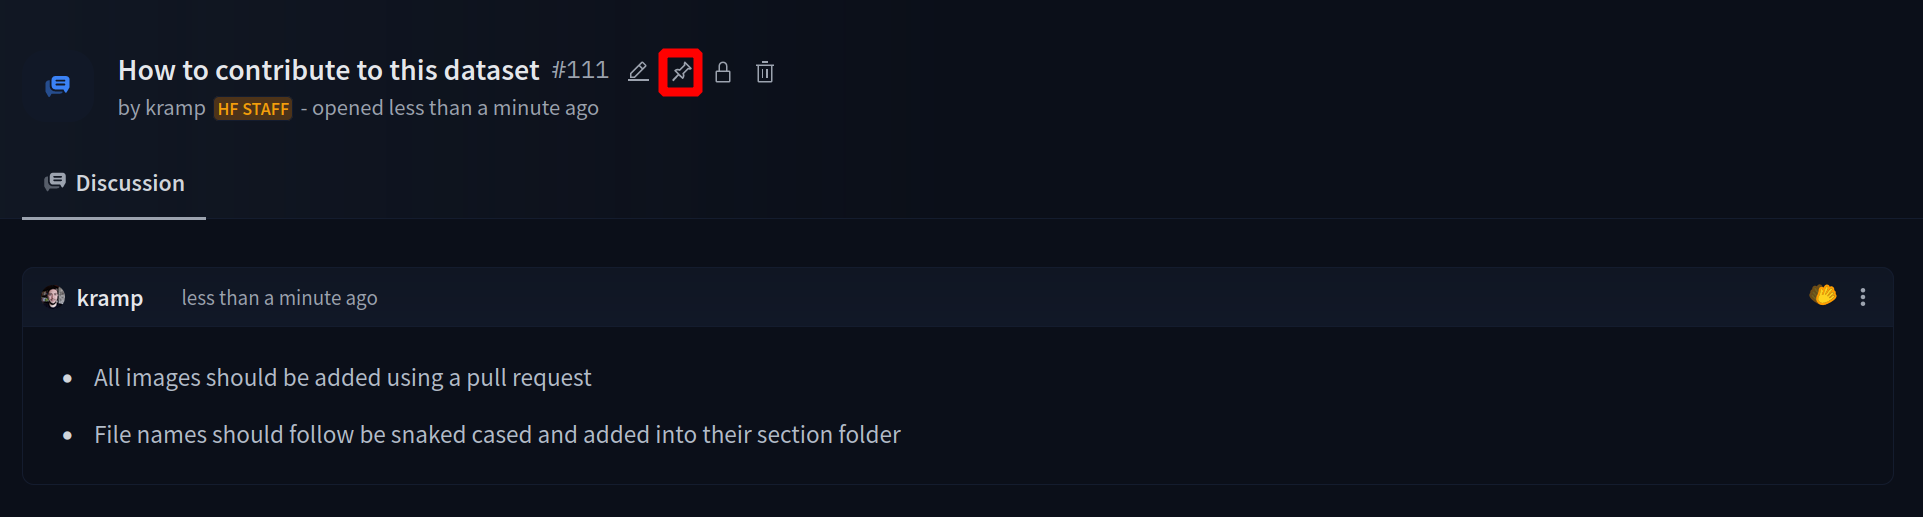 How to contribute to this dataset #111
by kramp HF STAFF - opened less than a minute ago
Discussion
kramp less than a minute ago
All images should be added using a pull request
File names should follow be snaked cased and added into their section folder